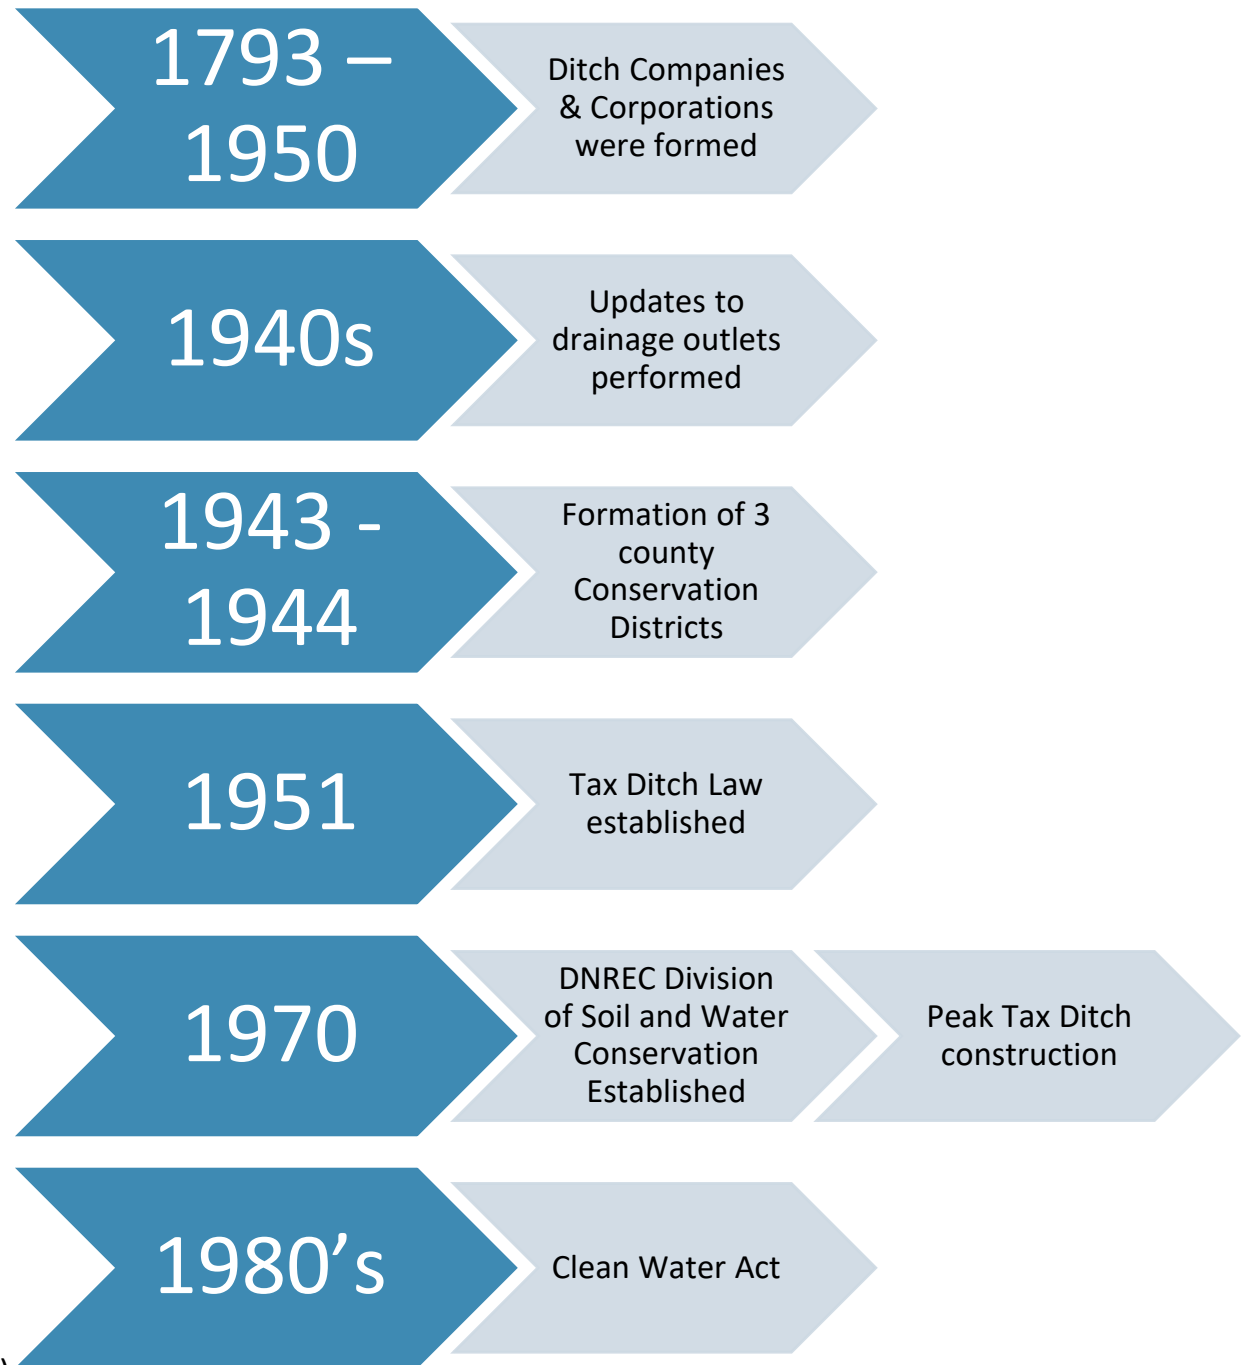 1793 –
1950
Ditch Companies
& Corporations
were formed
1940s
Updates to
drainage outlets
performed
1943 -
1944
Formation of 3
county
Conservation
Districts
1951
Tax Ditch Law
established
1970
DNREC Division
of Soil and Water
Conservation
Established
Peak Tax Ditch
construction
1980’s
Clean Water Act